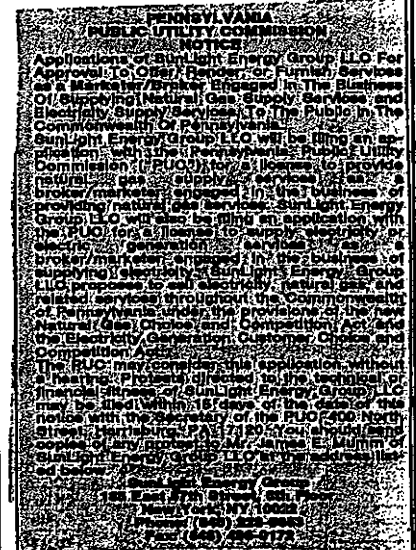 PENNSYLVANIA
PUBLIC UTILITY COMMISSION
NOTICE
Applications of SunLight Energy Group LLC For
Approval To Offer, Render, or Furnish Services
as a Marketer/Broker Engaged In The Business
Of Supplying Natural Gas Supply Services and
Electricity Supply Services, To The Public In The
Commonwealth of Pennsylvania.
SunLight Energy Group LLC will be filing an ap-
plication with the Pennsylvania Public Utility
Commission ("PUC") for a license to provide
natural gas supply services as a
broker/marketer engaged in the business of
providing natural gas services. SunLight Energy
Group LLC will also be filing an application with
the PUC for a license to supply electricity or
electric generation services as a
broker/marketer engaged in the business of
supplying electricity. SunLight Energy Group
LLC proposes to sell electricity, natural gas, and
related services throughout the Commonwealth
of Pennsylvania under the provisions of the new
Natural Gas Choice and Competition Act and
the Electricity Generation Customer Choice and
Competition Act.
The PUC may consider this application without
a hearing. Protests directed to the technical or
financial fitness of SunLight Energy Group LLC
may be filed within 15 days of the date of this
notice with the Secretary of the PUC, 400 North
Street, Harrisburg, PA 17120. You should send
copies of any protest to Mr. James E. Mumm of
SunLight Energy Group LLC at the address list-
ed below.
SunLight Energy Group
East 37th Street, 6th Floor
New York, NY 10022
Phone: (646)
Fax: (646)